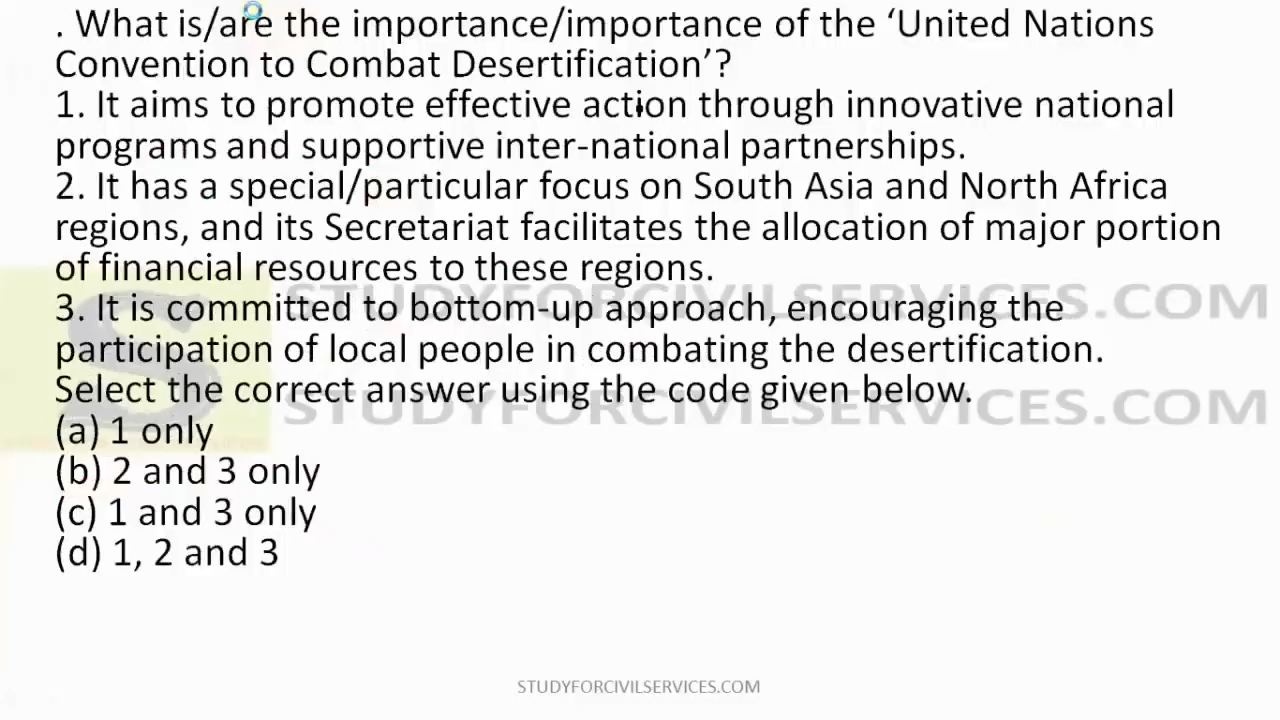 . What is/are the importance/importance of the ‘United Nations
Convention to Combat Desertification’?
1. It aims to promote effective action through innovative national
programs and supportive inter-national partnerships.
2. It has a special/particular focus on South Asia and North Africa
regions, and its Secretariat facilitates the allocation of major portion
of financial resources to these regions.
STUDYFORCIVILSERVICES.COM
3. It is committed to bottom-up approach, encouraging the
participation of local people in combating the desertification.
Select the correct answer using the code given below.
STUDYFORCIVILSERVICES.COM
(a) 1 only
(b) 2 and 3 only
(c) 1 and 3 only
(d) 1, 2 and 3
STUDYFORCIVILSERVICES.COM